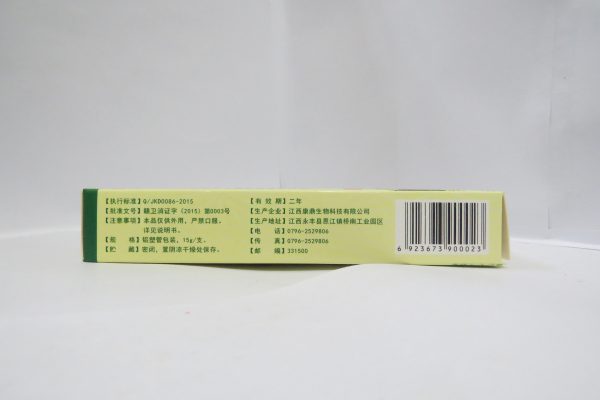 【执行标准】Q/JKD0086-2015
【批准文号】赣卫消证字（2015）第0003号
【注意事项】本品仅供外用，严禁口服。
详见说明书。
【规 格】铝塑管包装，15g/支。
【贮 藏】密闭，置阴凉干燥处保存。
【有 效 期】二年
【生产企业】江西康鼎生物科技有限公司
【生产地址】江西永丰县恩江镇桥南工业园区
【电 话】0796-2529806
【传 真】0796-2529806
【邮 编】331500
6 923673 900023